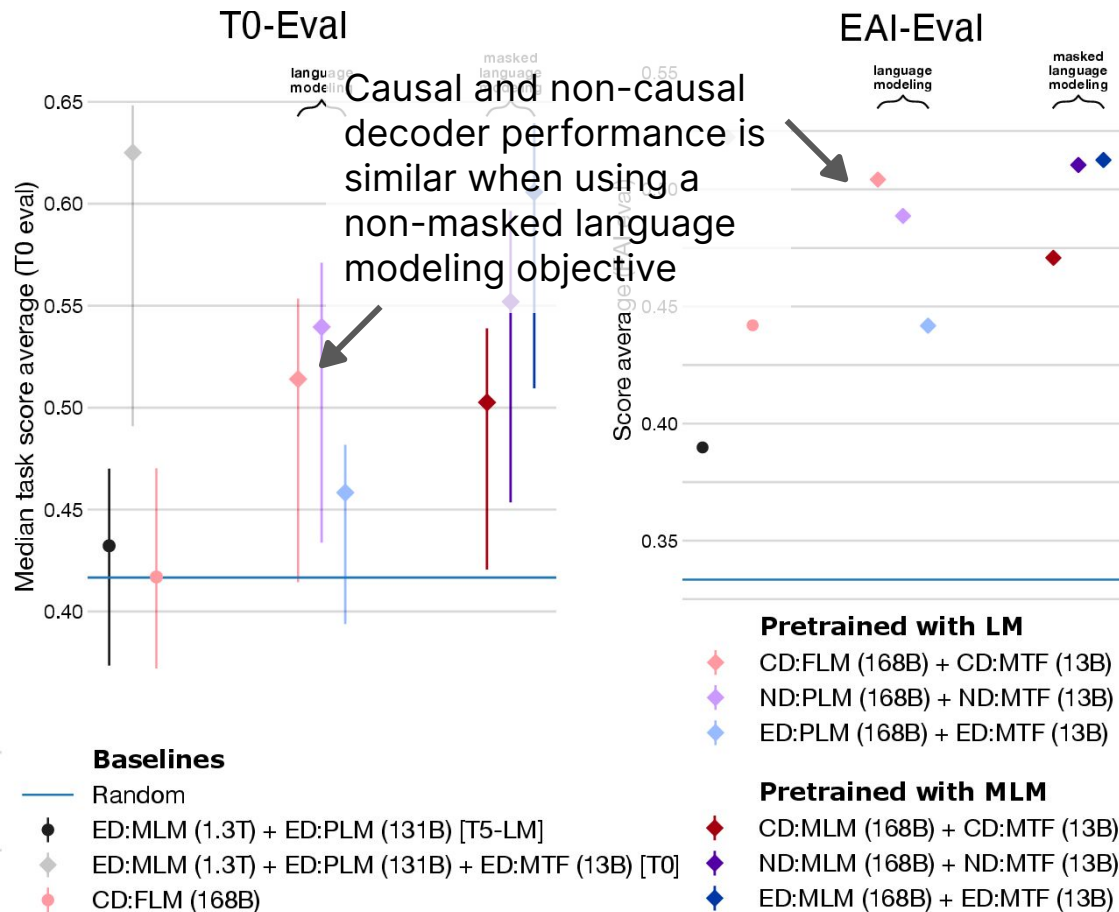 T0-Eval
EAI-Eval
language
modeling
masked
language
modeling
Causal and non-causal
decoder performance is
similar when using a
non-masked language
modeling objective
0.65
0.60
0.55
0.50
0.45
0.40
Median task score average (T0 eval)
language
modeling
masked
language
modeling
0.55
0.45
0.40
0.35
Score average
Baselines
Random
ED:MLM (1.3T) + ED:PLM (131B) [T5-LM]
ED:MLM (1.3T) + ED:PLM (131B) + ED:MTF (13B) [T0]
CD:FLM (168B)
Pretrained with LM
CD:FLM (168B) + CD:MTF (13B)
ND:PLM (168B) + ND:MTF (13B)
ED:PLM (168B) + ED:MTF (13B)
Pretrained with MLM
CD:MLM (168B) + CD:MTF (13B)
ND:MLM (168B) + ND:MTF (13B)
ED:MLM (168B) + ED:MTF (13B)